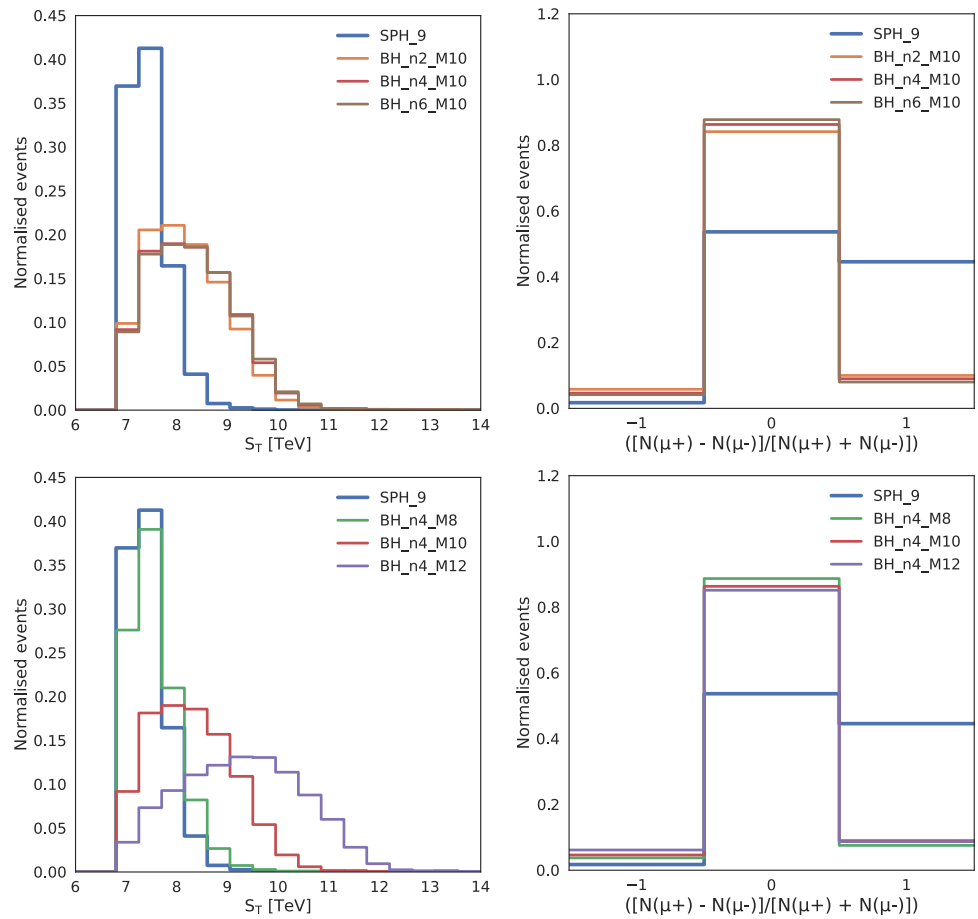 0.45
0.40
0.35
0.30
0.25
0.20
0.15
0.10
0.05
0.00
Normalised events
SPH_9
BH_n2_M10
BH_n4_M10
BH_n6_M10
6 7 8 9 10 11 12 13 14
S_T [TeV]
1.2
1.0
0.8
0.6
0.4
0.2
0.0
Normalised events
SPH_9
BH_n2_M10
BH_n4_M10
BH_n6_M10
−1 0 1
([N(μ+) - N(μ-)]/[N(μ+) + N(μ-)])
0.45
0.40
0.35
0.30
0.25
0.20
0.15
0.10
0.05
0.00
Normalised events
SPH_9
BH_n4_M8
BH_n4_M10
BH_n4_M12
6 7 8 9 10 11 12 13 14
S_T [TeV]
1.2
1.0
0.8
0.6
0.4
0.2
0.0
Normalised events
SPH_9
BH_n4_M8
BH_n4_M10
BH_n4_M12
−1 0 1
([N(μ+) - N(μ-)]/[N(μ+) + N(μ-)])